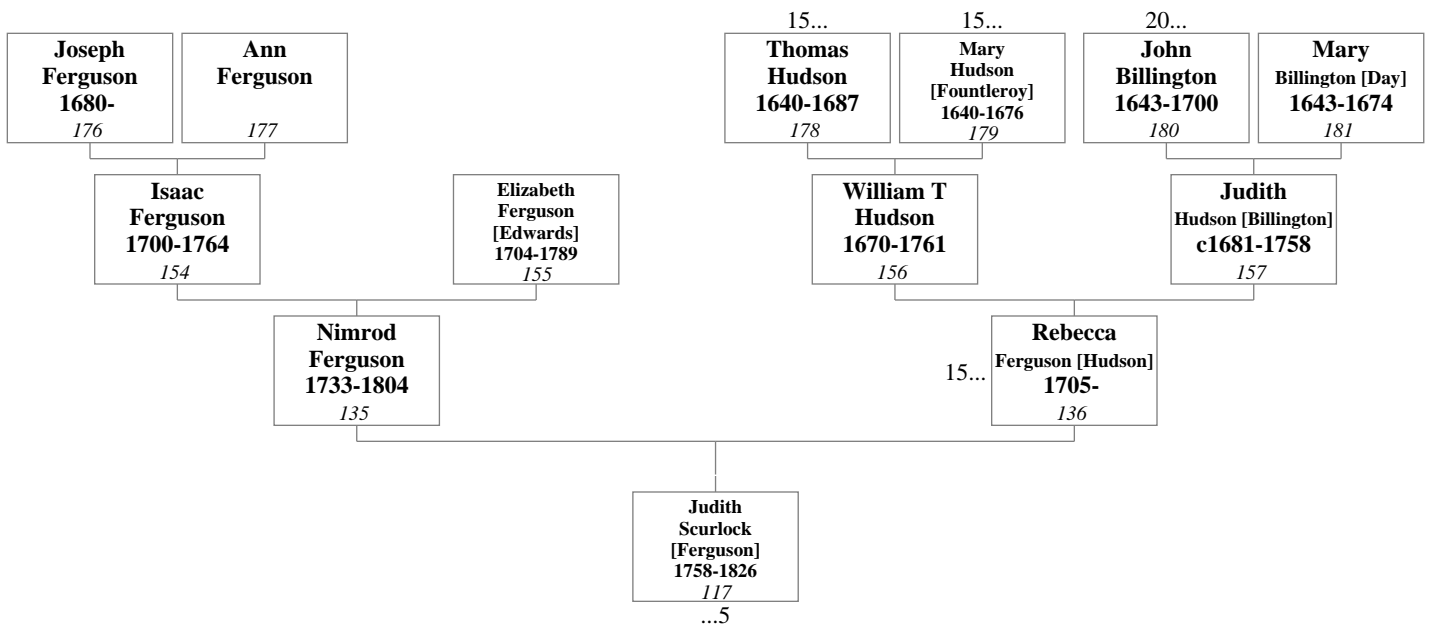 15...
15...
20...
Joseph
Ferguson
1680-
176
Ann
Ferguson
177
Thomas
Hudson
1640-1687
178
Mary
Hudson
[Fountleroy]
1640-1676
179
John
Billington
1643-1700
180
Mary
Billington [Day]
1643-1674
181
Isaac
Ferguson
1700-1764
154
Elizabeth
Ferguson
[Edwards]
1704-1789
155
William T
Hudson
1670-1761
156
Judith
Hudson [Billington]
c1681-1758
157
Nimrod
Ferguson
1733-1804
135
15...
Rebecca
Ferguson [Hudson]
1705-
136
Judith
Scurlock
[Ferguson]
1758-1826
117
...5